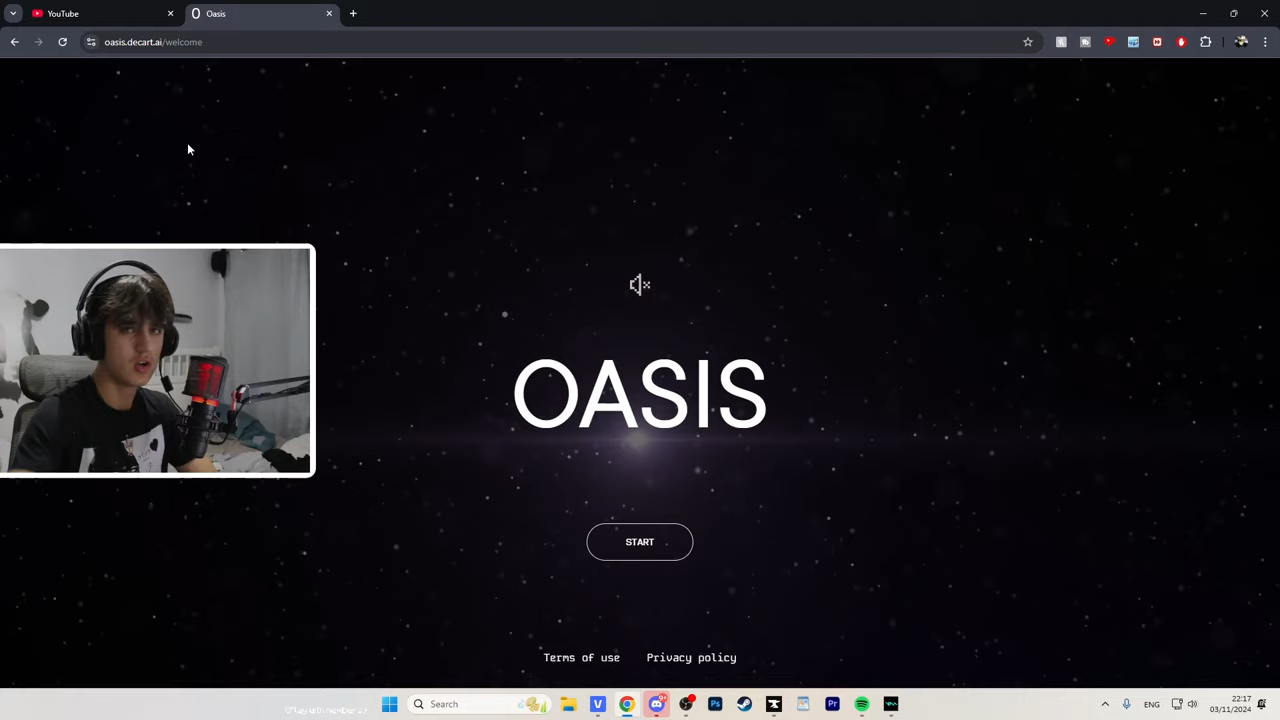 YouTube
Oasis
oasis.decart.ai/welcome
OASIS
START
Terms of use
Privacy policy
Search
ENG
22:17
03/11/2024